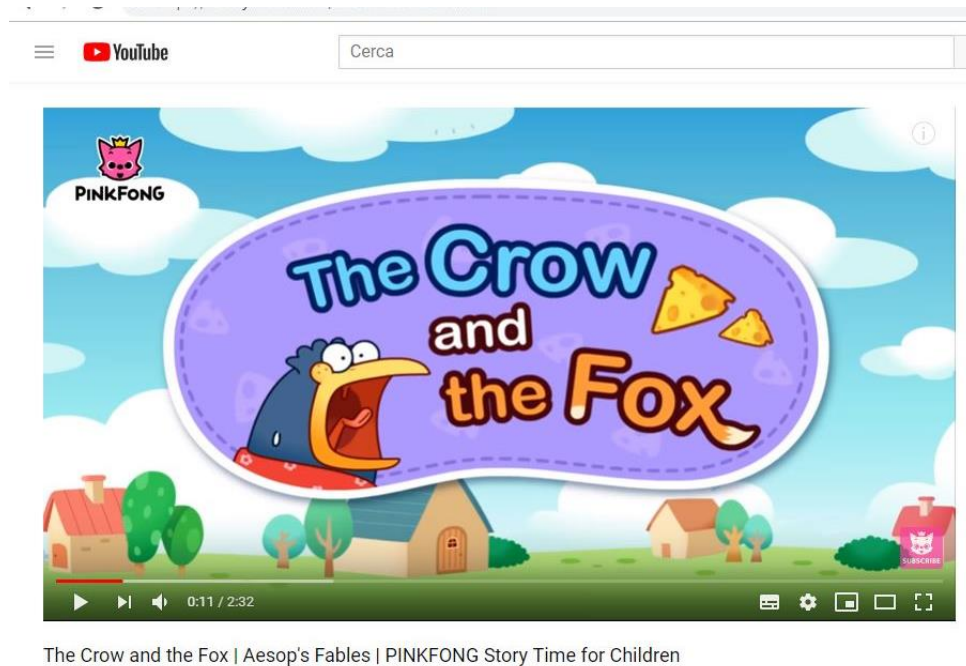 YouTube
Cerca
PINKFONG
The Crow
and
the Fox
SUBSCRIBE
0:11 / 2:32
The Crow and the Fox | Aesop's Fables | PINKFONG Story Time for Children